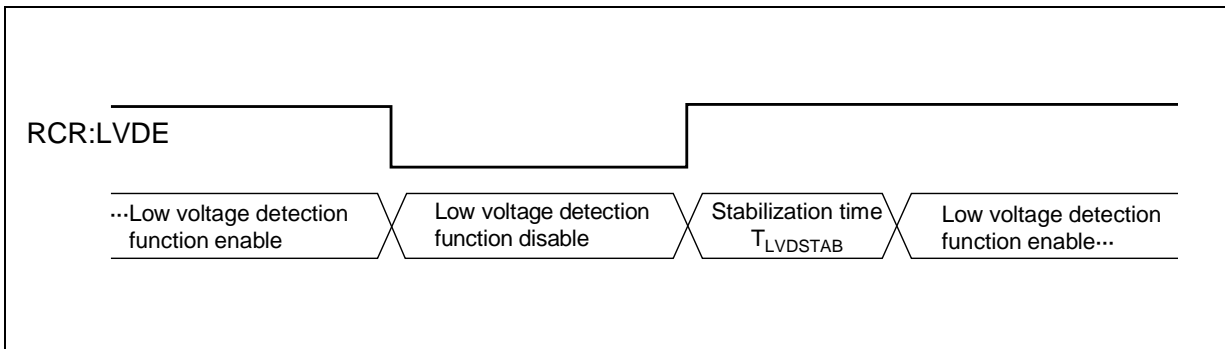 RCR:LVDE
···Low voltage detection
function enable
Low voltage detection
function disable
Stabilization time
TLVDSTAB
Low voltage detection
function enable···